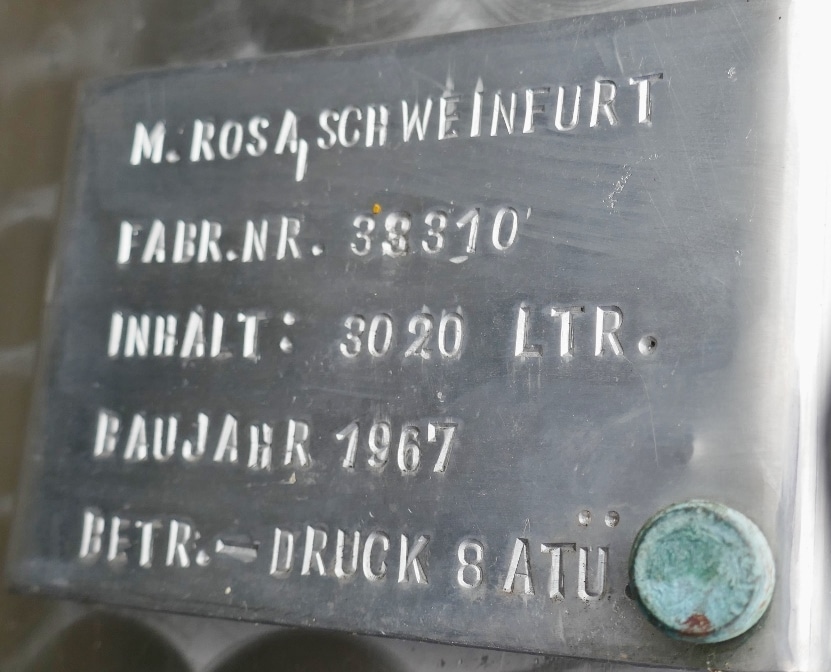 M. ROSA, SCHWEINFURT
FABR.NR. 38310
INHALT: 3020 LTR.
BAUJAHR 1967
BETR.- DRUCK 8 ATÜ